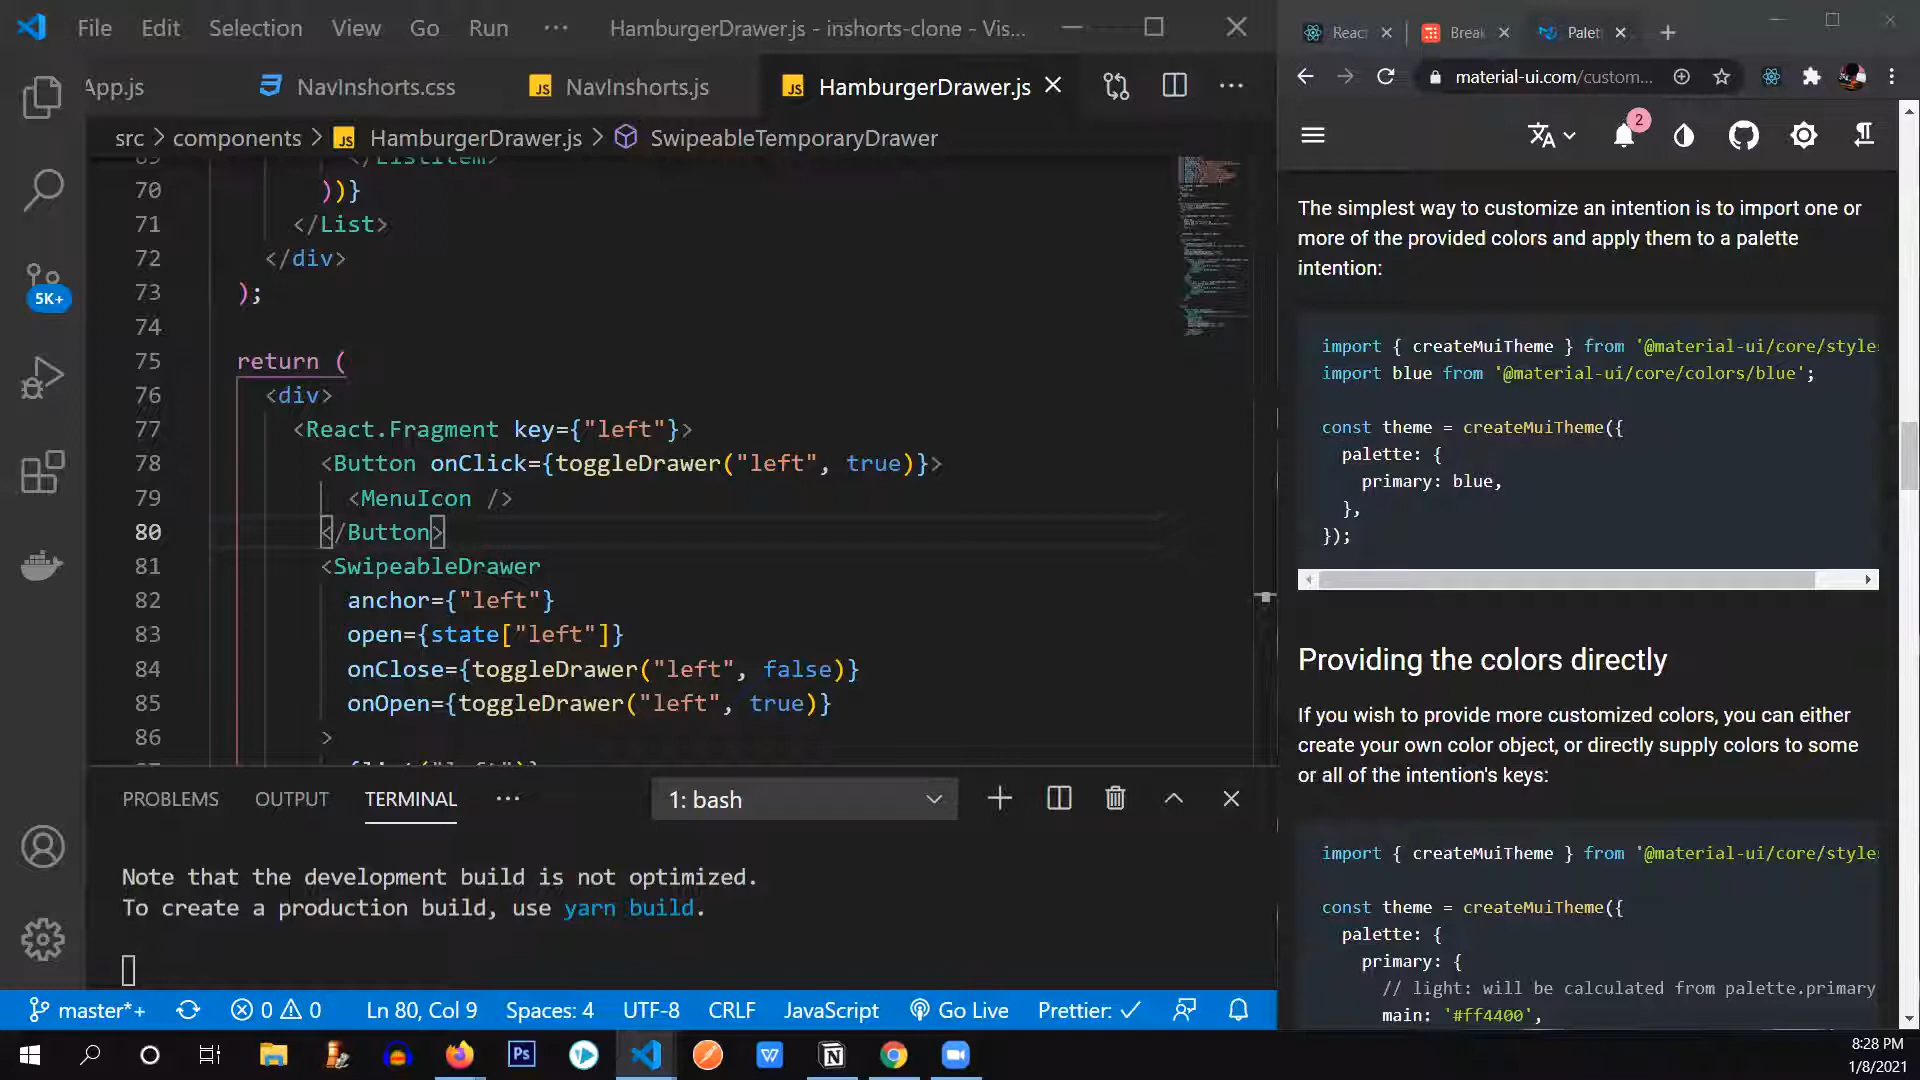 File Edit Selection View Go Run ··· HamburgerDrawer.js - inshorts-clone - Vis...
App.js NavInshorts.css JS NavInshorts.js JS HamburgerDrawer.js
src > components > JS HamburgerDrawer.js > SwipeableTemporaryDrawer
69 </ListItem>
70 ))}
71 </List>
72 </div>
73 );
74
75 return (
76 <div>
77 <React.Fragment key={"left"}>
78 <Button onClick={toggleDrawer("left", true)}>
79 <MenuIcon />
80 </Button>
81 <SwipeableDrawer
82 anchor={"left"}
83 open={state["left"]}
84 onClose={toggleDrawer("left", false)}
85 onOpen={toggleDrawer("left", true)}
86 >
5K+
PROBLEMS OUTPUT TERMINAL ··· 1: bash
Note that the development build is not optimized.
To create a production build, use yarn build.
master*+ 0 0 Ln 80, Col 9 Spaces: 4 UTF-8 CRLF JavaScript Go Live Prettier: ✓
React Break Palet
material-ui.com/custom...
2
The simplest way to customize an intention is to import one or
more of the provided colors and apply them to a palette
intention:
import { createMuiTheme } from '@material-ui/core/style
import blue from '@material-ui/core/colors/blue';
const theme = createMuiTheme({
palette: {
primary: blue,
},
});
Providing the colors directly
If you wish to provide more customized colors, you can either
create your own color object, or directly supply colors to some
or all of the intention's keys:
import { createMuiTheme } from '@material-ui/core/style
const theme = createMuiTheme({
palette: {
primary: {
// light: will be calculated from palette.primary
main: '#ff4400',
Ps W N
8:28 PM
1/8/2021